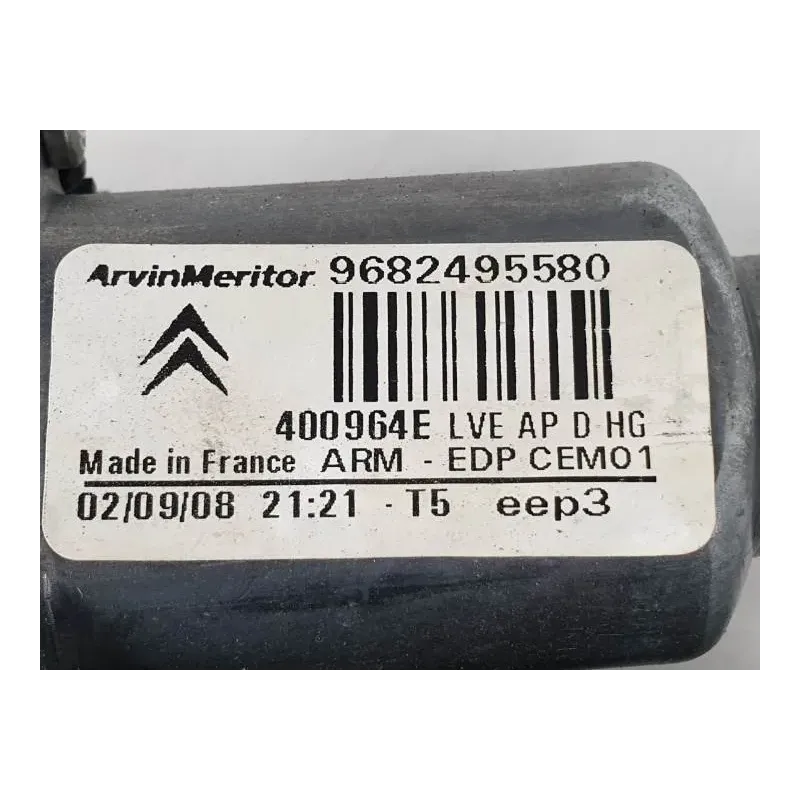 ArvinMeritor 9682495580
400964E LVE AP D HG
Made in France ARM - EDP CEM01
02/09/08 21:21 - T5 eep3